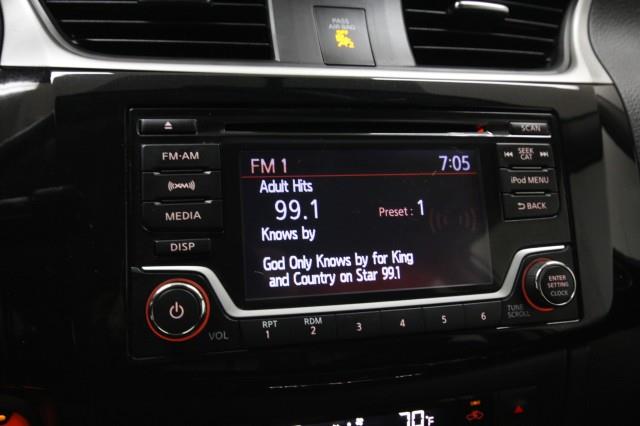 PASS
AIR BAG
SCAN
FM·AM
SEEK
CAT
(((XM)))
iPod MENU
MEDIA
BACK
DISP
FM 1 7:05
Adult Hits
99.1 Preset : 1
Knows by
God Only Knows by for King
and Country on Star 99.1
ENTER
SETTING
CLOCK
VOL
RPT
1
RDM
2
3
4
5
6
TUNE
SCROLL
70°F